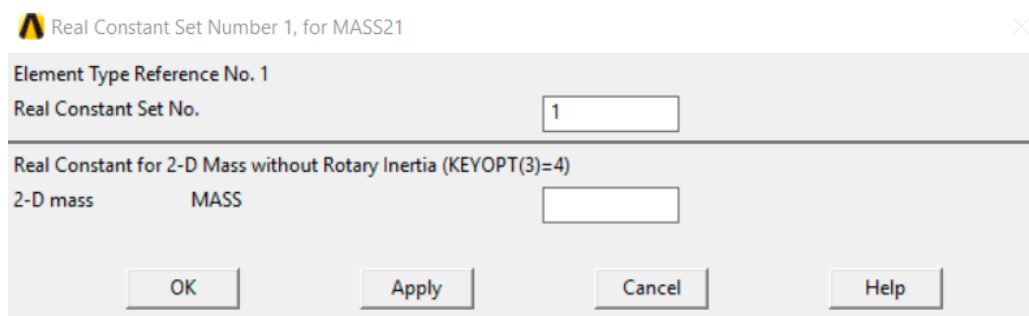 Real Constant Set Number 1, for MASS21
Element Type Reference No. 1
Real Constant Set No. 1
Real Constant for 2-D Mass without Rotary Inertia (KEYOPT(3)=4)
2-D mass MASS
OK Apply Cancel Help